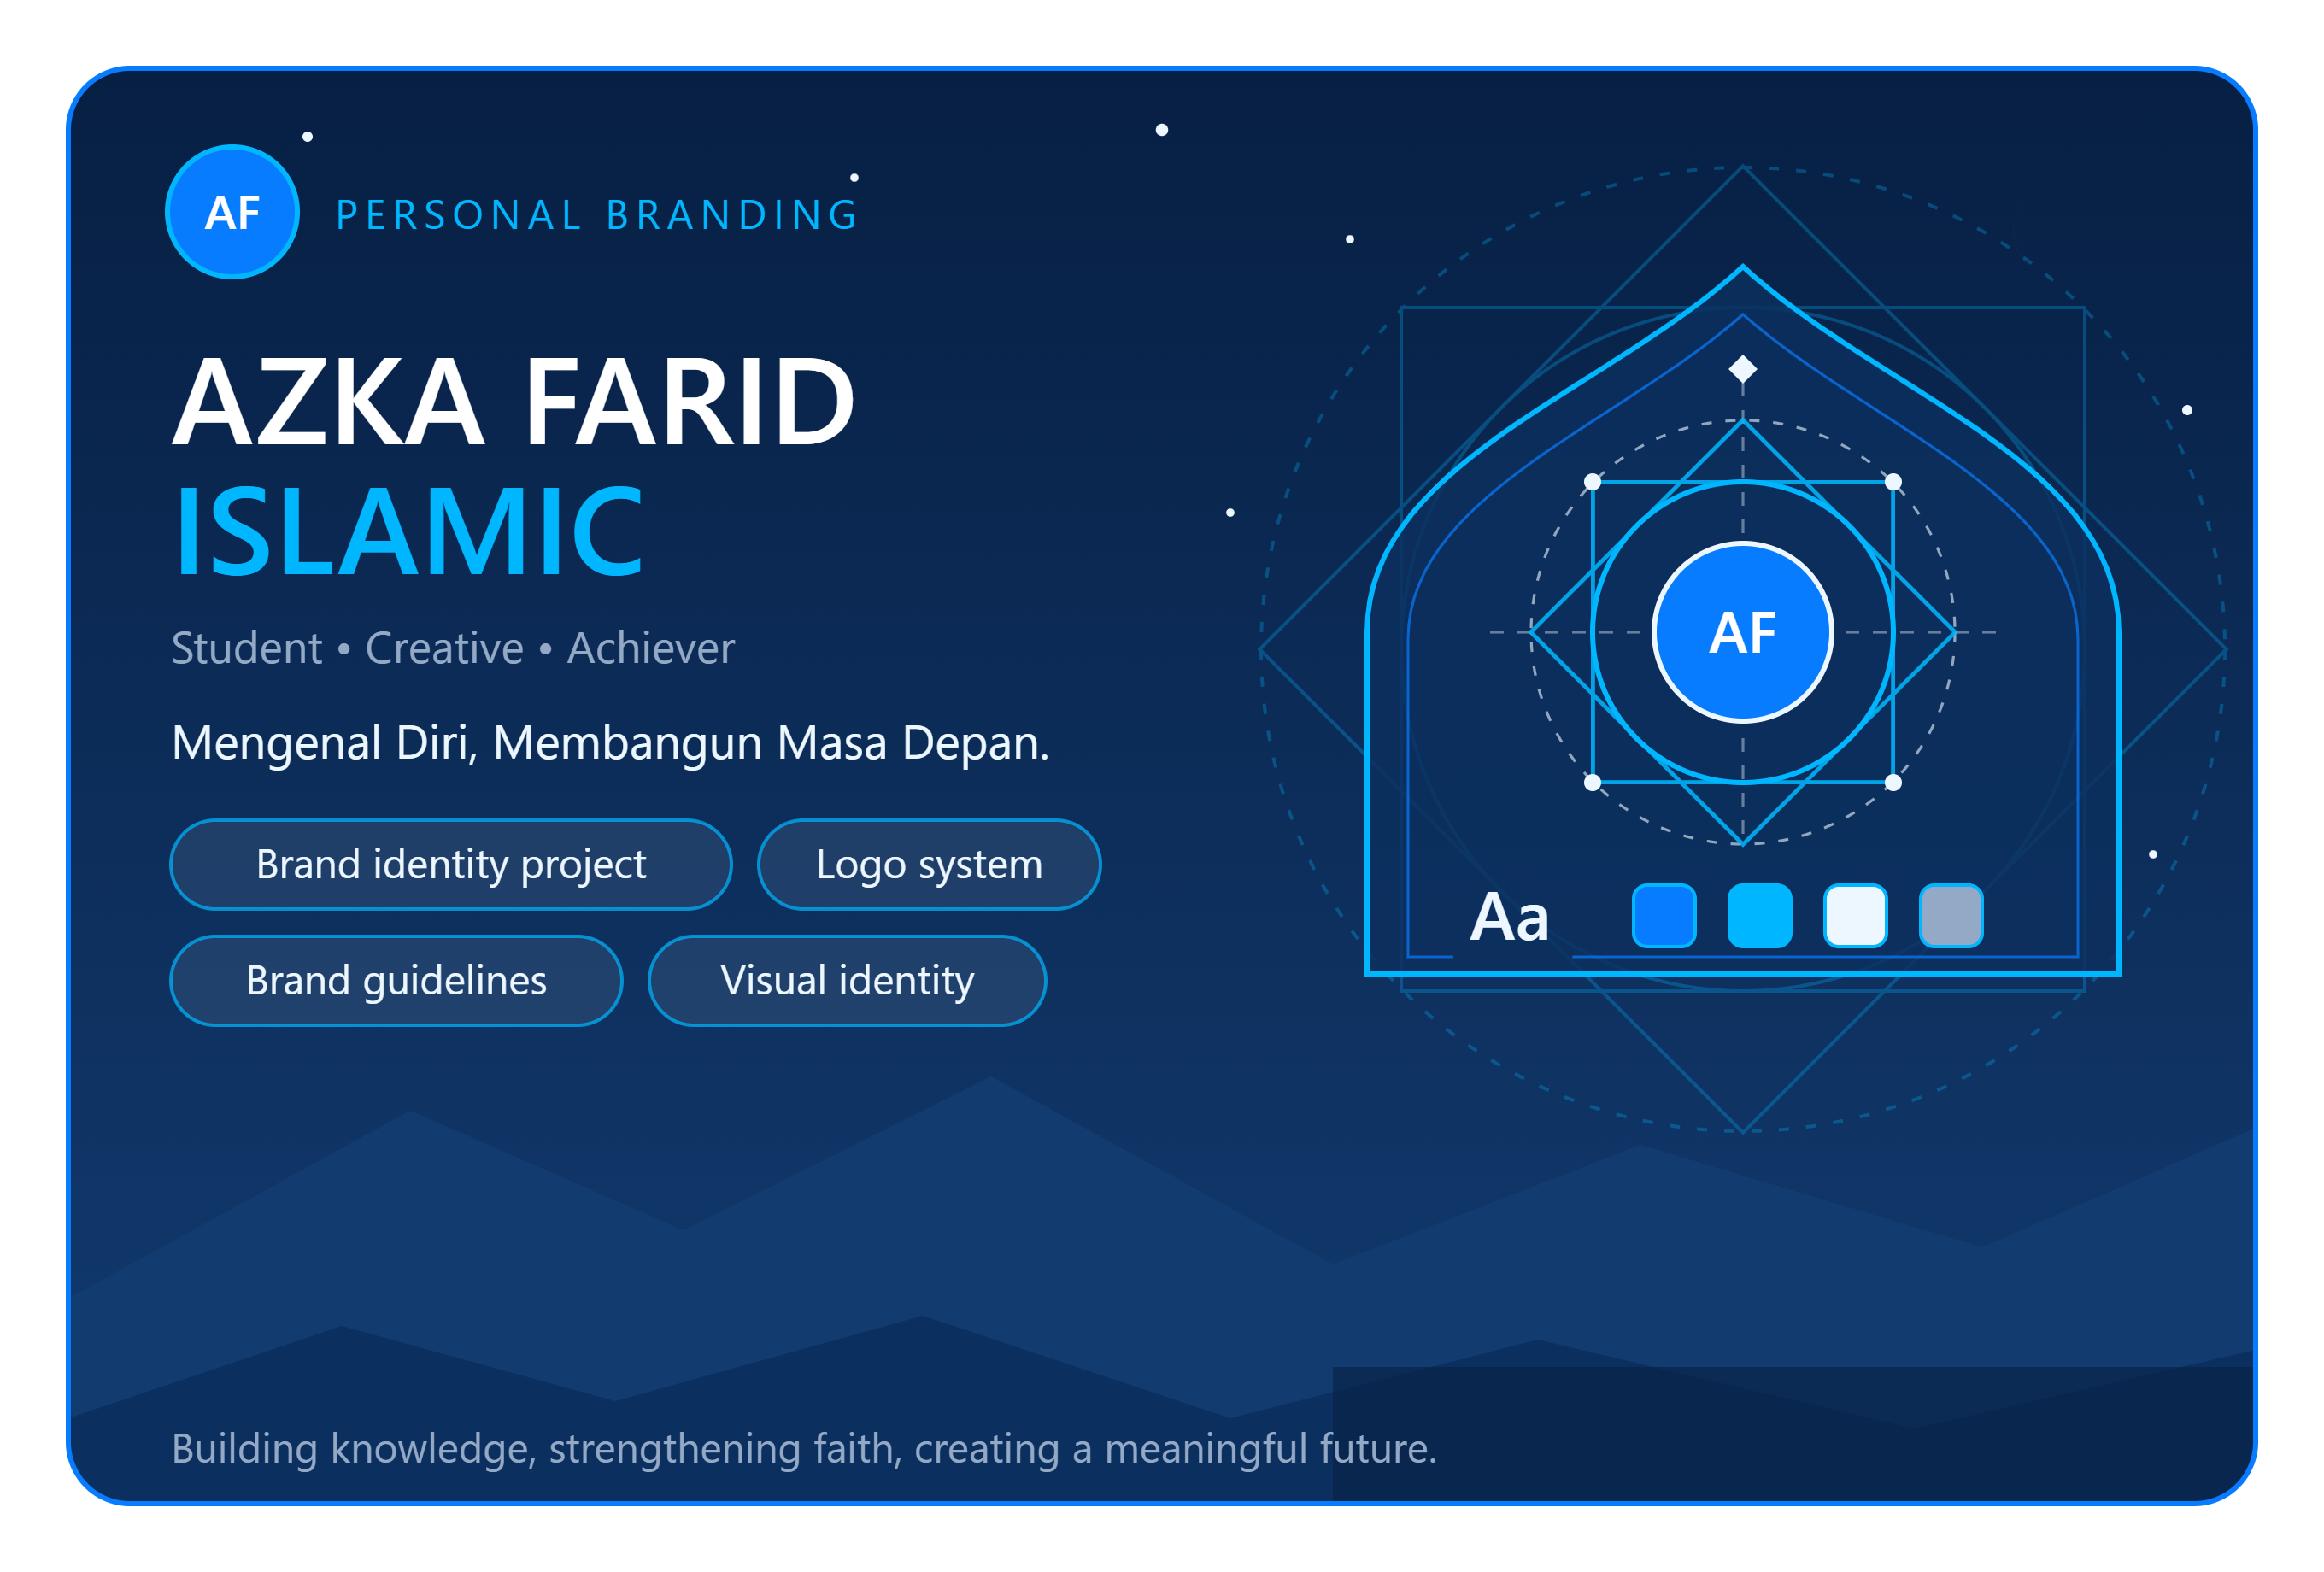 AF
PERSONAL BRANDING
AZKA FARID
ISLAMIC
Student • Creative • Achiever
Mengenal Diri, Membangun Masa Depan.
Brand identity project
Logo system
Brand guidelines
Visual identity
AF
Aa
Building knowledge, strengthening faith, creating a meaningful future.